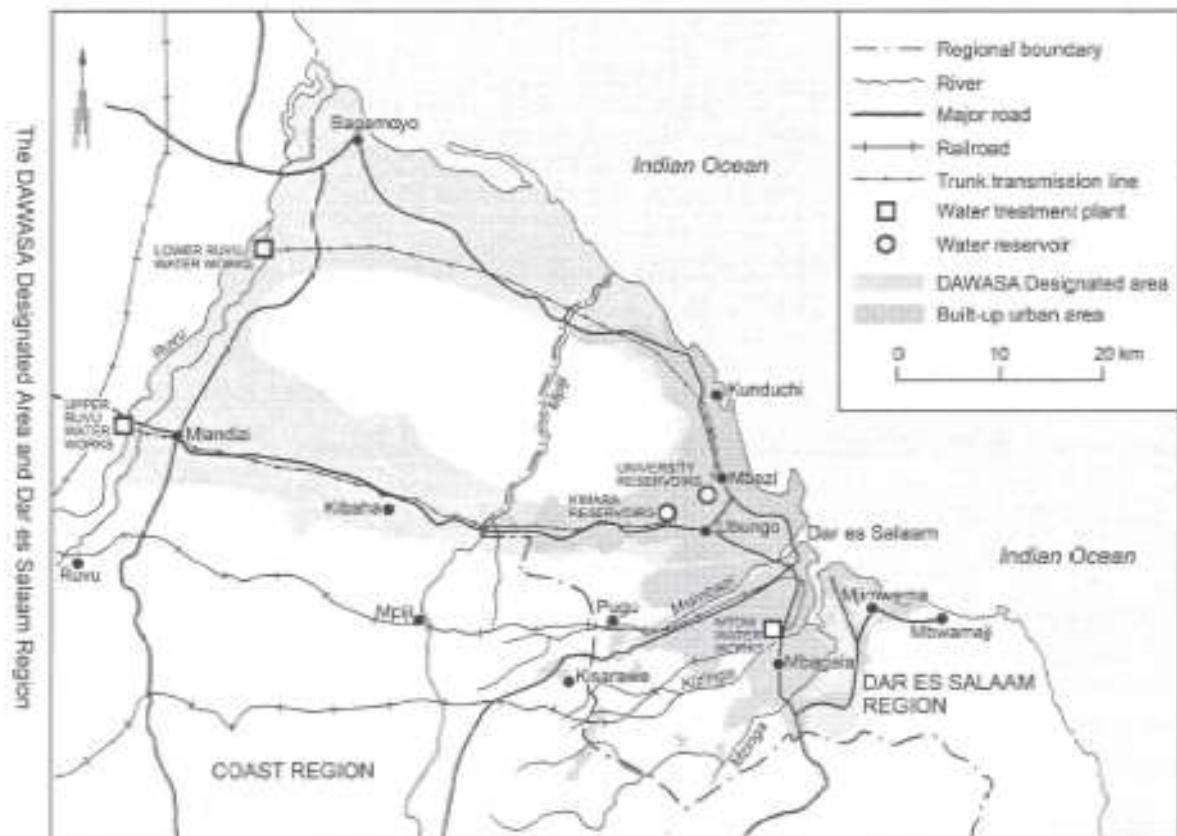 The DAWASA Designated Area and Dar es Salaam Region
Regional boundary
River
Major road
Railroad
Trunk transmission line
Water treatment plant
Water reservoir
DAWASA Designated area
Built-up urban area
0 10 20 km
Bagamoyo
Indian Ocean
LOWER RUVU
WATER WORKS
Ruvu
Mpiji
Kunduchi
UPPER
RUVU
WATER
WORKS
Mlandizi
UNIVERSITY
RESERVOIRS
Mbezi
KIMARA
RESERVOIRS
Kibaha
Ubungo
Dar es Salaam
Indian Ocean
Ruvu
Mpiji
Pugu
MTONI
WATER
WORKS
Mjimwema
Mbwamaji
Mbagala
Kisarawe
Kizinga
DAR ES SALAAM
REGION
Mzinga
COAST REGION